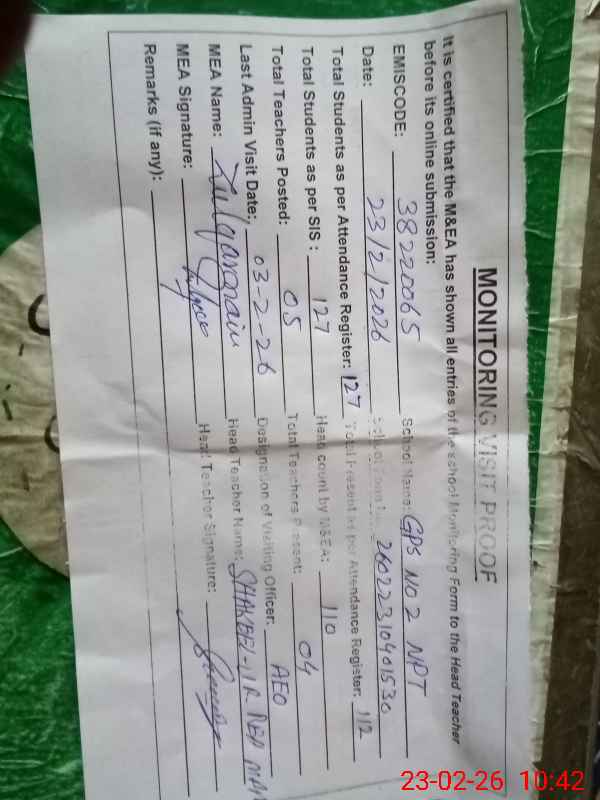 MONITORING VISIT PROOF
It is certified that the M&EA has shown all entries of the school Monitoring Form to the Head Teacher
before its online submission:
EMISCODE: 38220065 School Name: GPS NO 2 NPT
Date: 23/2/2026 26022310401530
Total Students as per Attendance Register: 127 Total Present as per Attendance Register: 112
Total Students as per SIS : 127 Head count by M&EA: 110
Total Teachers Posted: 05 Total Teachers Present: 04
Last Admin Visit Date: 03-2-26 Designation of Visiting Officer: AEO
MEA Name: Head Teacher Name:
MEA Signature: Head Teacher Signature:
Remarks (if any):
23-02-26 10:42